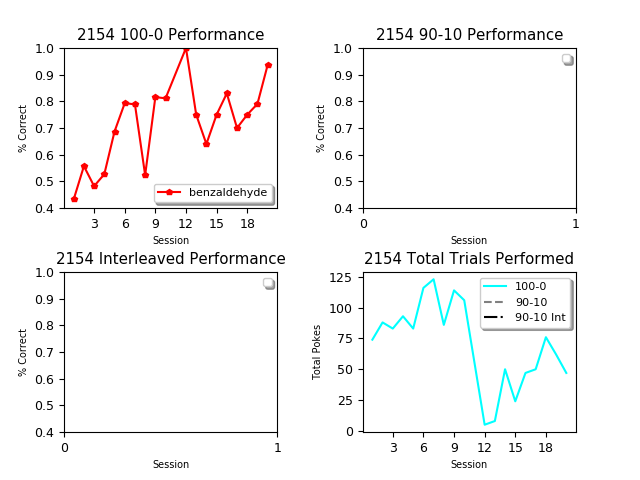 2154 100-0 Performance
1.0
0.9
0.8
0.7
0.6
0.5
0.4
% Correct
benzaldehyde
3 6 9 12 15 18
Session
2154 90-10 Performance
1.0
0.9
0.8
0.7
0.6
0.5
0.4
% Correct
0 1
Session
2154 Interleaved Performance
1.0
0.9
0.8
0.7
0.6
0.5
0.4
% Correct
0 1
Session
2154 Total Trials Performed
125
100
75
50
25
0
Total Pokes
100-0
90-10
90-10 Int
3 6 9 12 15 18
Session